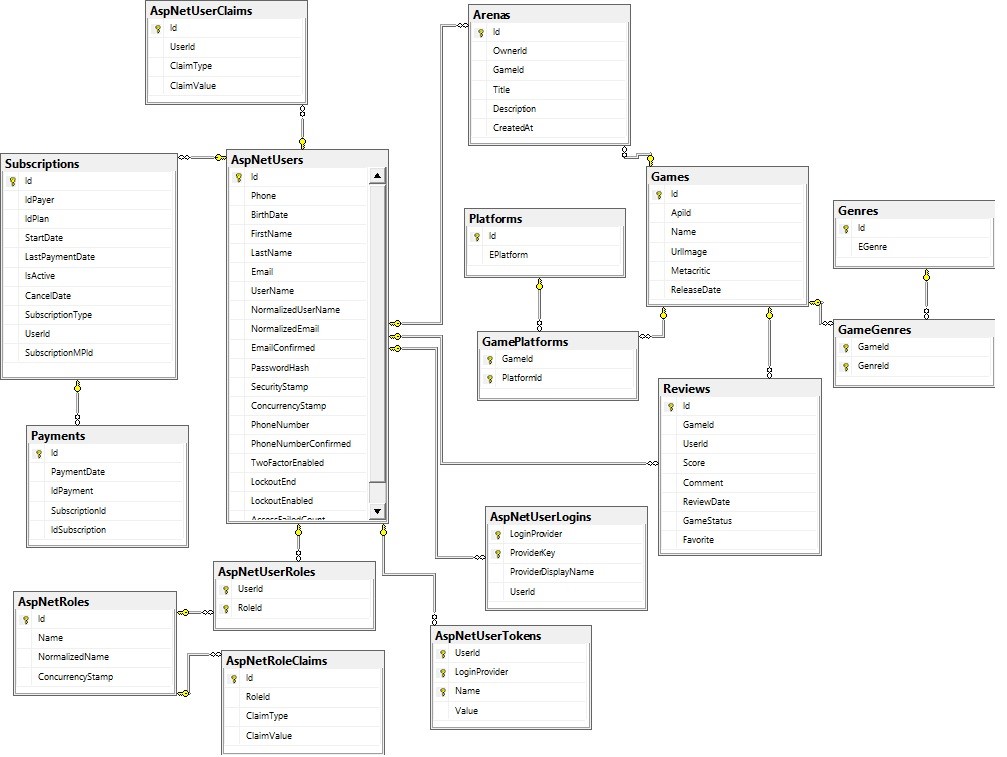 AspNetUserClaims
Id
UserId
ClaimType
ClaimValue
Arenas
Id
OwnerId
GameId
Title
Description
CreatedAt
Subscriptions
Id
IdPayer
IdPlan
StartDate
LastPaymentDate
IsActive
CancelDate
SubscriptionType
UserId
SubscriptionMPId
AspNetUsers
Id
Phone
BirthDate
FirstName
LastName
Email
UserName
NormalizedUserName
NormalizedEmail
EmailConfirmed
PasswordHash
SecurityStamp
ConcurrencyStamp
PhoneNumber
PhoneNumberConfirmed
TwoFactorEnabled
LockoutEnd
LockoutEnabled
AccessFailedCount
Games
Id
ApiId
Name
UrlImage
Metacritic
ReleaseDate
Platforms
Id
EPlatform
Genres
Id
EGenre
GamePlatforms
GameId
PlatformId
GameGenres
GameId
GenreId
Reviews
Id
GameId
UserId
Score
Comment
ReviewDate
GameStatus
Favorite
Payments
Id
PaymentDate
IdPayment
SubscriptionId
IdSubscription
AspNetUserLogins
LoginProvider
ProviderKey
ProviderDisplayName
UserId
AspNetUserRoles
UserId
RoleId
AspNetRoles
Id
Name
NormalizedName
ConcurrencyStamp
AspNetUserTokens
UserId
LoginProvider
Name
Value
AspNetRoleClaims
Id
RoleId
ClaimType
ClaimValue